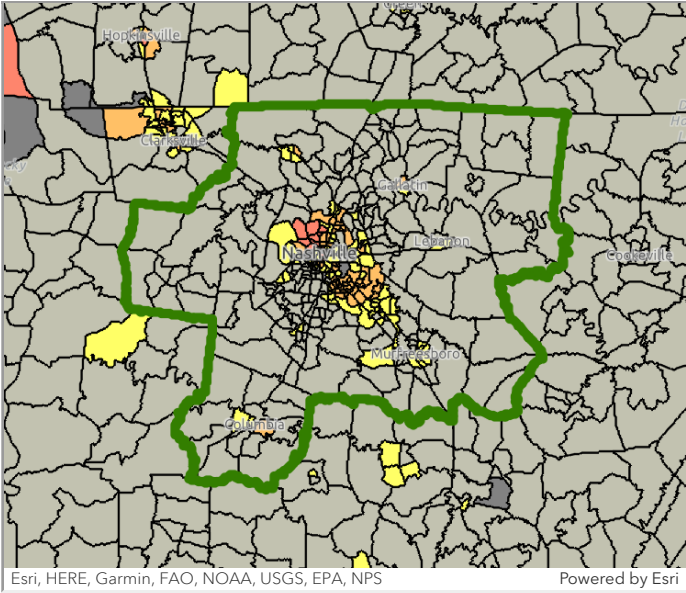 Green
Hopkinsville
Clarksville
Gallatin
Lebanon
Nashville
Cookeville
Murfreesboro
Columbia
Esri, HERE, Garmin, FAO, NOAA, USGS, EPA, NPS
Powered by Esri